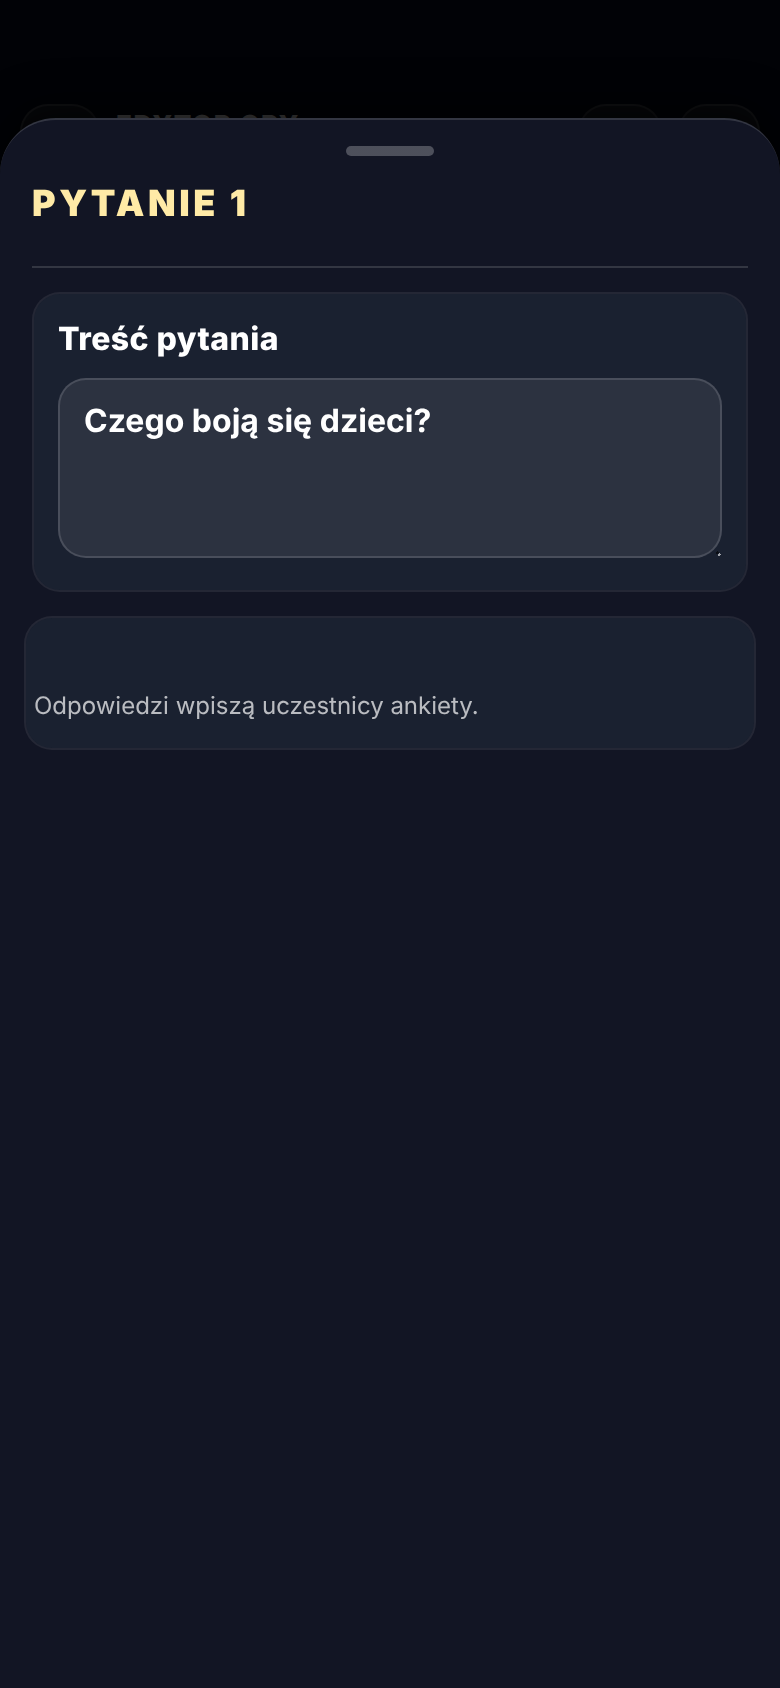 PYTANIE 1
Treść pytania
Czego boją się dzieci?
Odpowiedzi wpiszą uczestnicy ankiety.